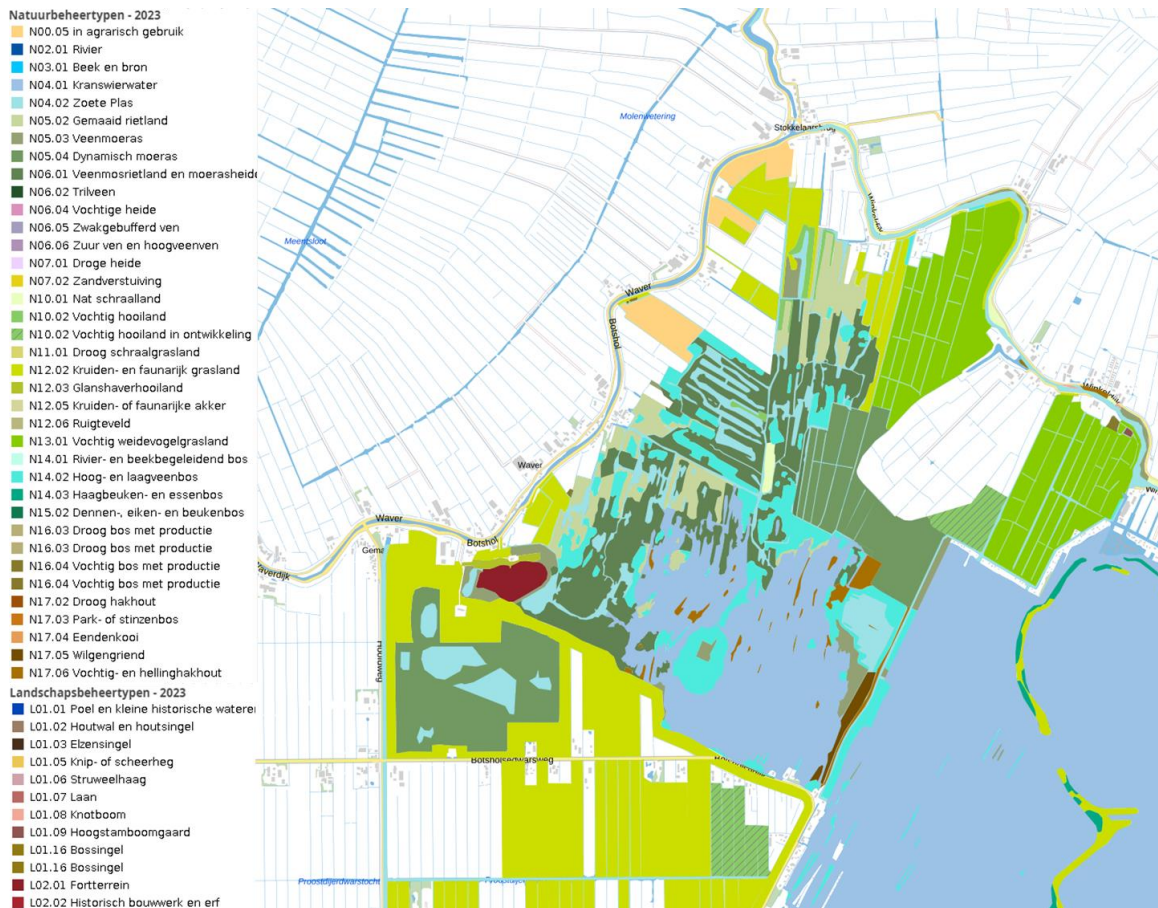 Natuurbeheertypen - 2023
N00.05 in agrarisch gebruik
N02.01 Rivier
N03.01 Beek en bron
N04.01 Kranswierwater
N04.02 Zoete Plas
N05.02 Gemaaid rietland
N05.03 Veenmoeras
N05.04 Dynamisch moeras
N06.01 Veenmosrietland en moerasheide
N06.02 Trilveen
N06.04 Vochtige heide
N06.05 Zwakgebufferd ven
N06.06 Zuur ven en hoogveenven
N07.01 Droge heide
N07.02 Zandverstuiving
N10.01 Nat schraalland
N10.02 Vochtig hooiland
N10.02 Vochtig hooiland in ontwikkeling
N11.01 Droog schraalgrasland
N12.02 Kruiden- en faunarijk grasland
N12.03 Glanshaverhooiland
N12.05 Kruiden- of faunarijke akker
N12.06 Ruigteveld
N13.01 Vochtig weidevogelgrasland
N14.01 Rivier- en beekbegeleidend bos
N14.02 Hoog- en laagveenbos
N14.03 Haagbeuken- en essenbos
N15.02 Dennen-, eiken- en beukenbos
N16.03 Droog bos met productie
N16.03 Droog bos met productie
N16.04 Vochtig bos met productie
N16.04 Vochtig bos met productie
N17.02 Droog hakhout
N17.03 Park- of stinzenbos
N17.04 Eendenkooi
N17.05 Wilgengriend
N17.06 Vochtig- en hellinghakhout
Landschapsbeheertypen - 2023
L01.01 Poel en kleine historische wateren
L01.02 Houtwal en houtsingel
L01.03 Elzensingel
L01.05 Knip- of scheerheg
L01.06 Struweelhaag
L01.07 Laan
L01.08 Knotboom
L01.09 Hoogstamboomgaard
L01.16 Bossingel
L01.16 Bossingel
L02.01 Fortterrein
L02.02 Historisch bouwwerk en erf
Molenwetering
Meentsloot
Waver
Botshol
Waver
Waver
Botshol
Waverdijk
Botsholsedwarsweg
Proostdijerdwarstocht